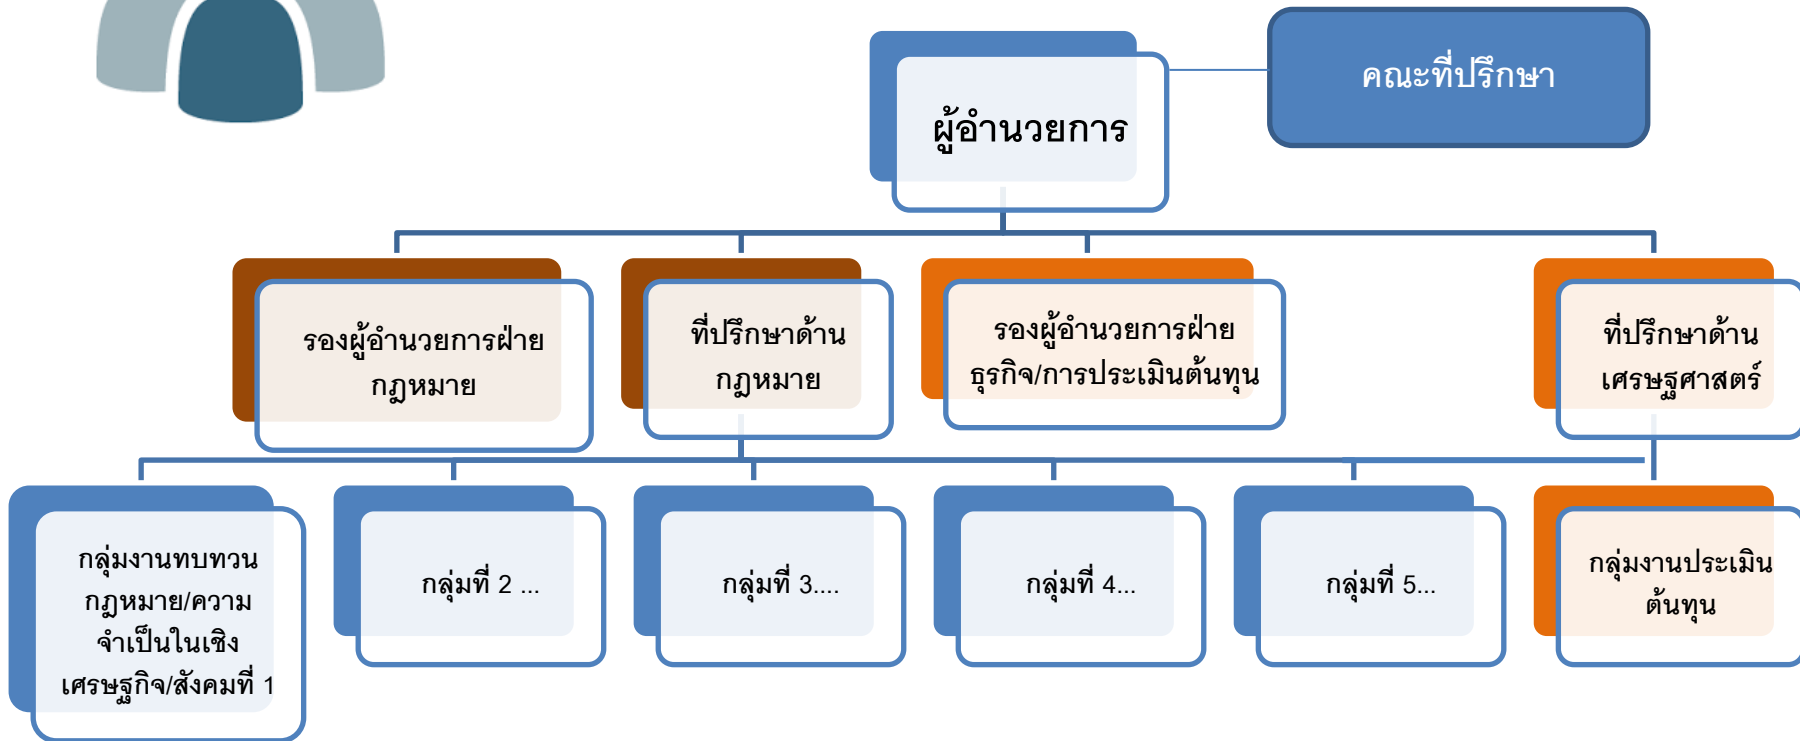 คณะที่ปรึกษา
ผู้อำนวยการ
รองผู้อำนวยการฝ่าย
กฎหมาย
ที่ปรึกษาด้าน
กฎหมาย
รองผู้อำนวยการฝ่าย
ธุรกิจ/การประเมินต้นทุน
ที่ปรึกษาด้าน
เศรษฐศาสตร์
กลุ่มงานทบทวน
กฎหมาย/ความ
จำเป็นในเชิง
เศรษฐกิจ/สังคมที่ 1
กลุ่มที่ 2 ...
กลุ่มที่ 3....
กลุ่มที่ 4...
กลุ่มที่ 5...
กลุ่มงานประเมิน
ต้นทุน